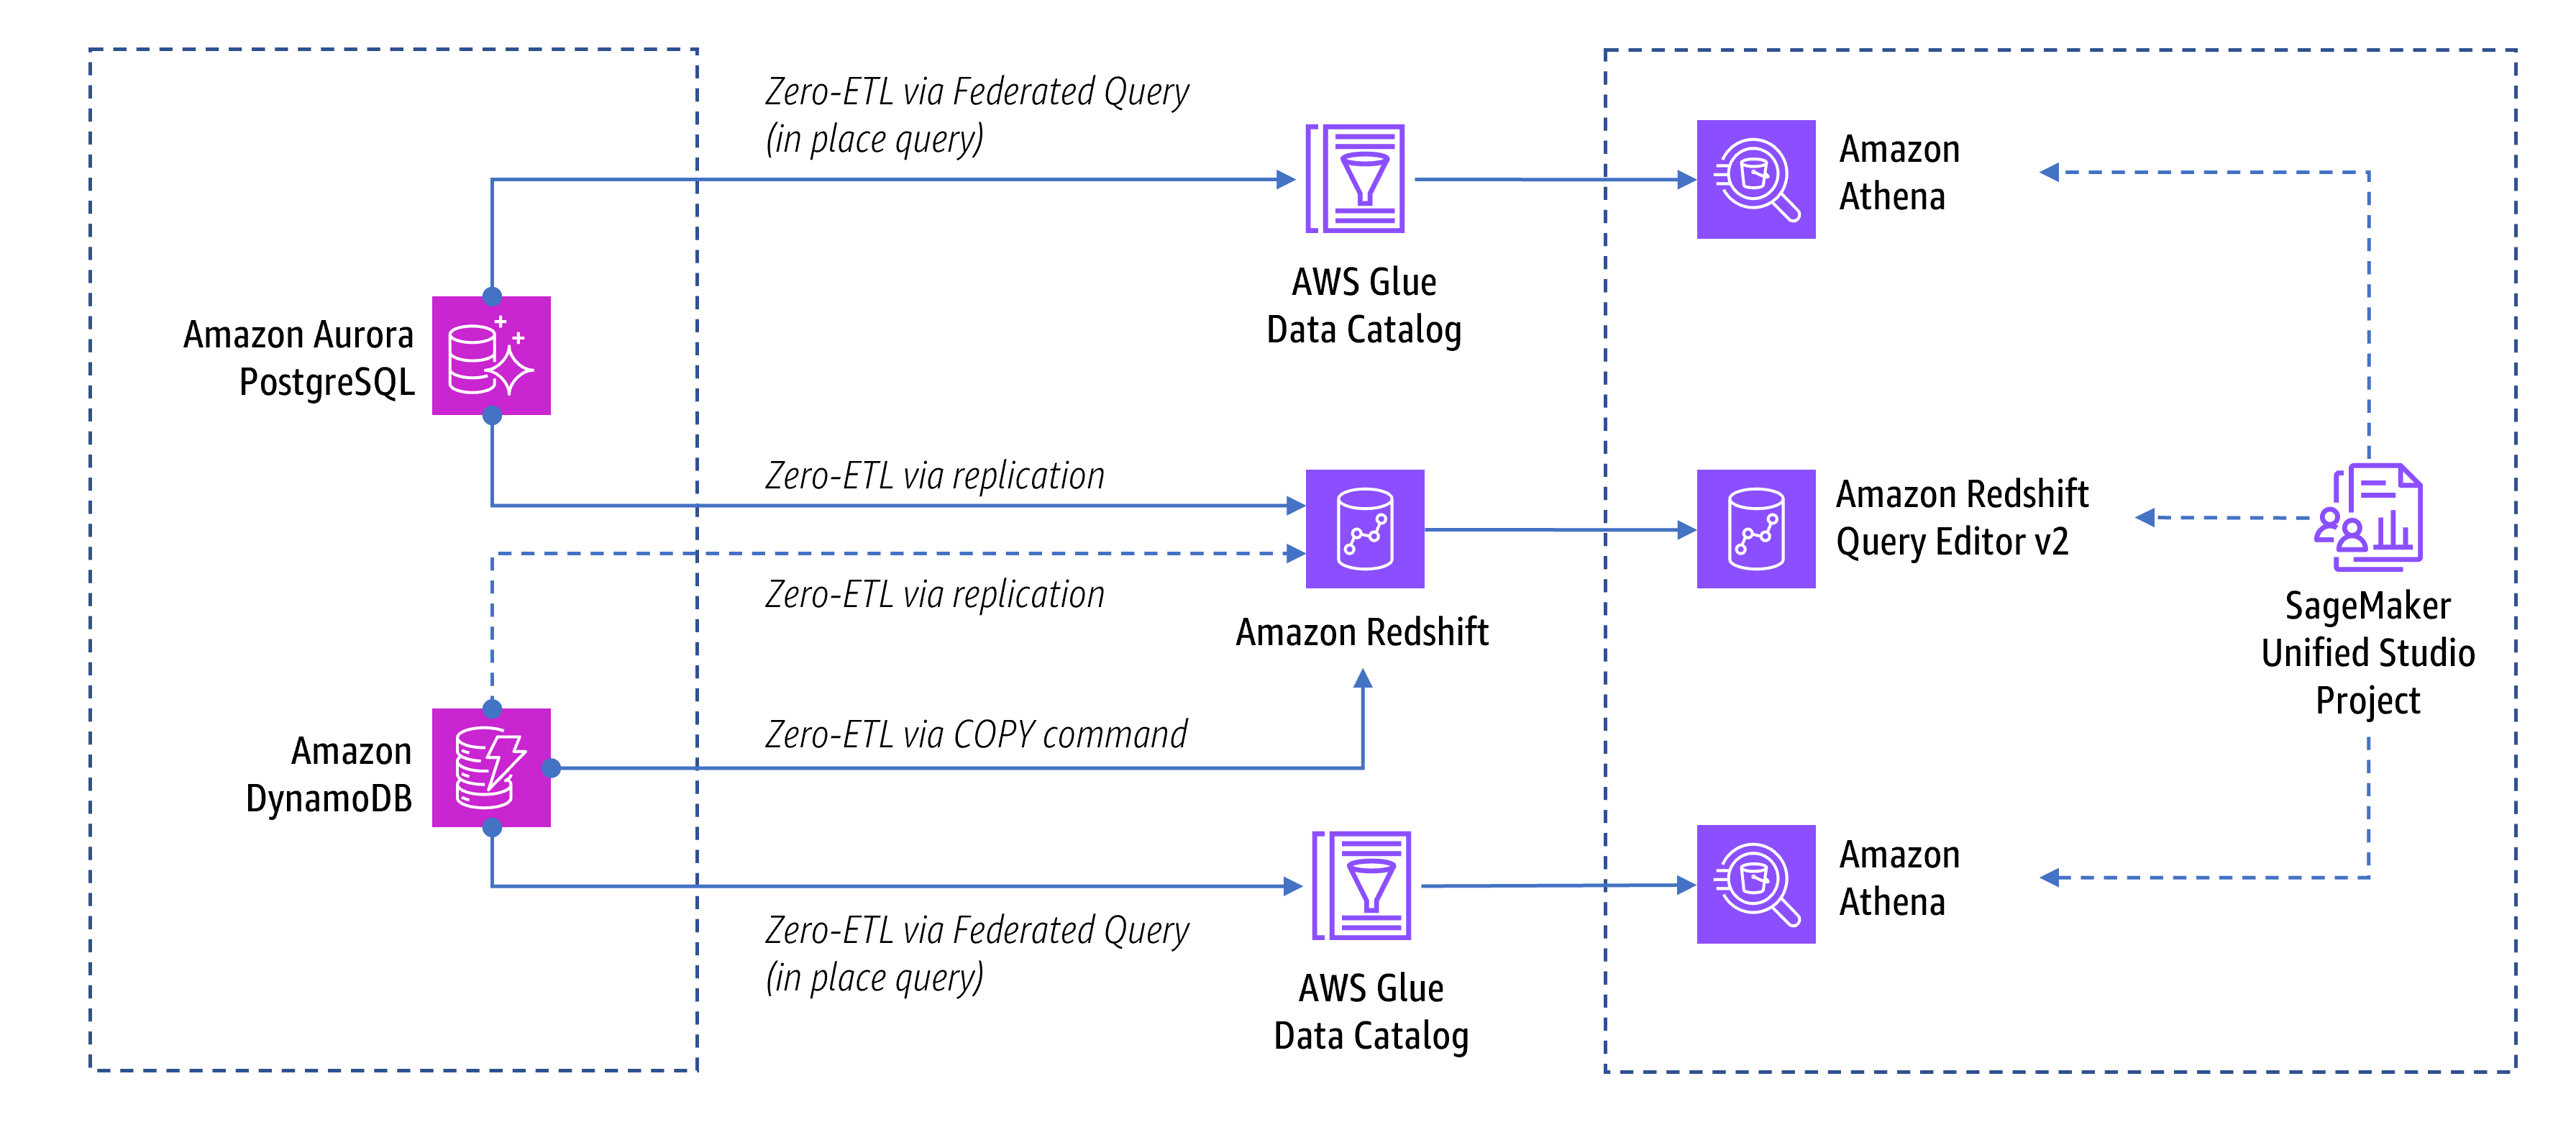 Zero-ETL via Federated Query
(in place query)
Amazon
Athena
AWS Glue
Data Catalog
Amazon Aurora
PostgreSQL
Zero-ETL via replication
Amazon Redshift
Query Editor v2
Zero-ETL via replication
Amazon Redshift
SageMaker
Unified Studio
Project
Zero-ETL via COPY command
Amazon
DynamoDB
Amazon
Athena
Zero-ETL via Federated Query
(in place query)
AWS Glue
Data Catalog